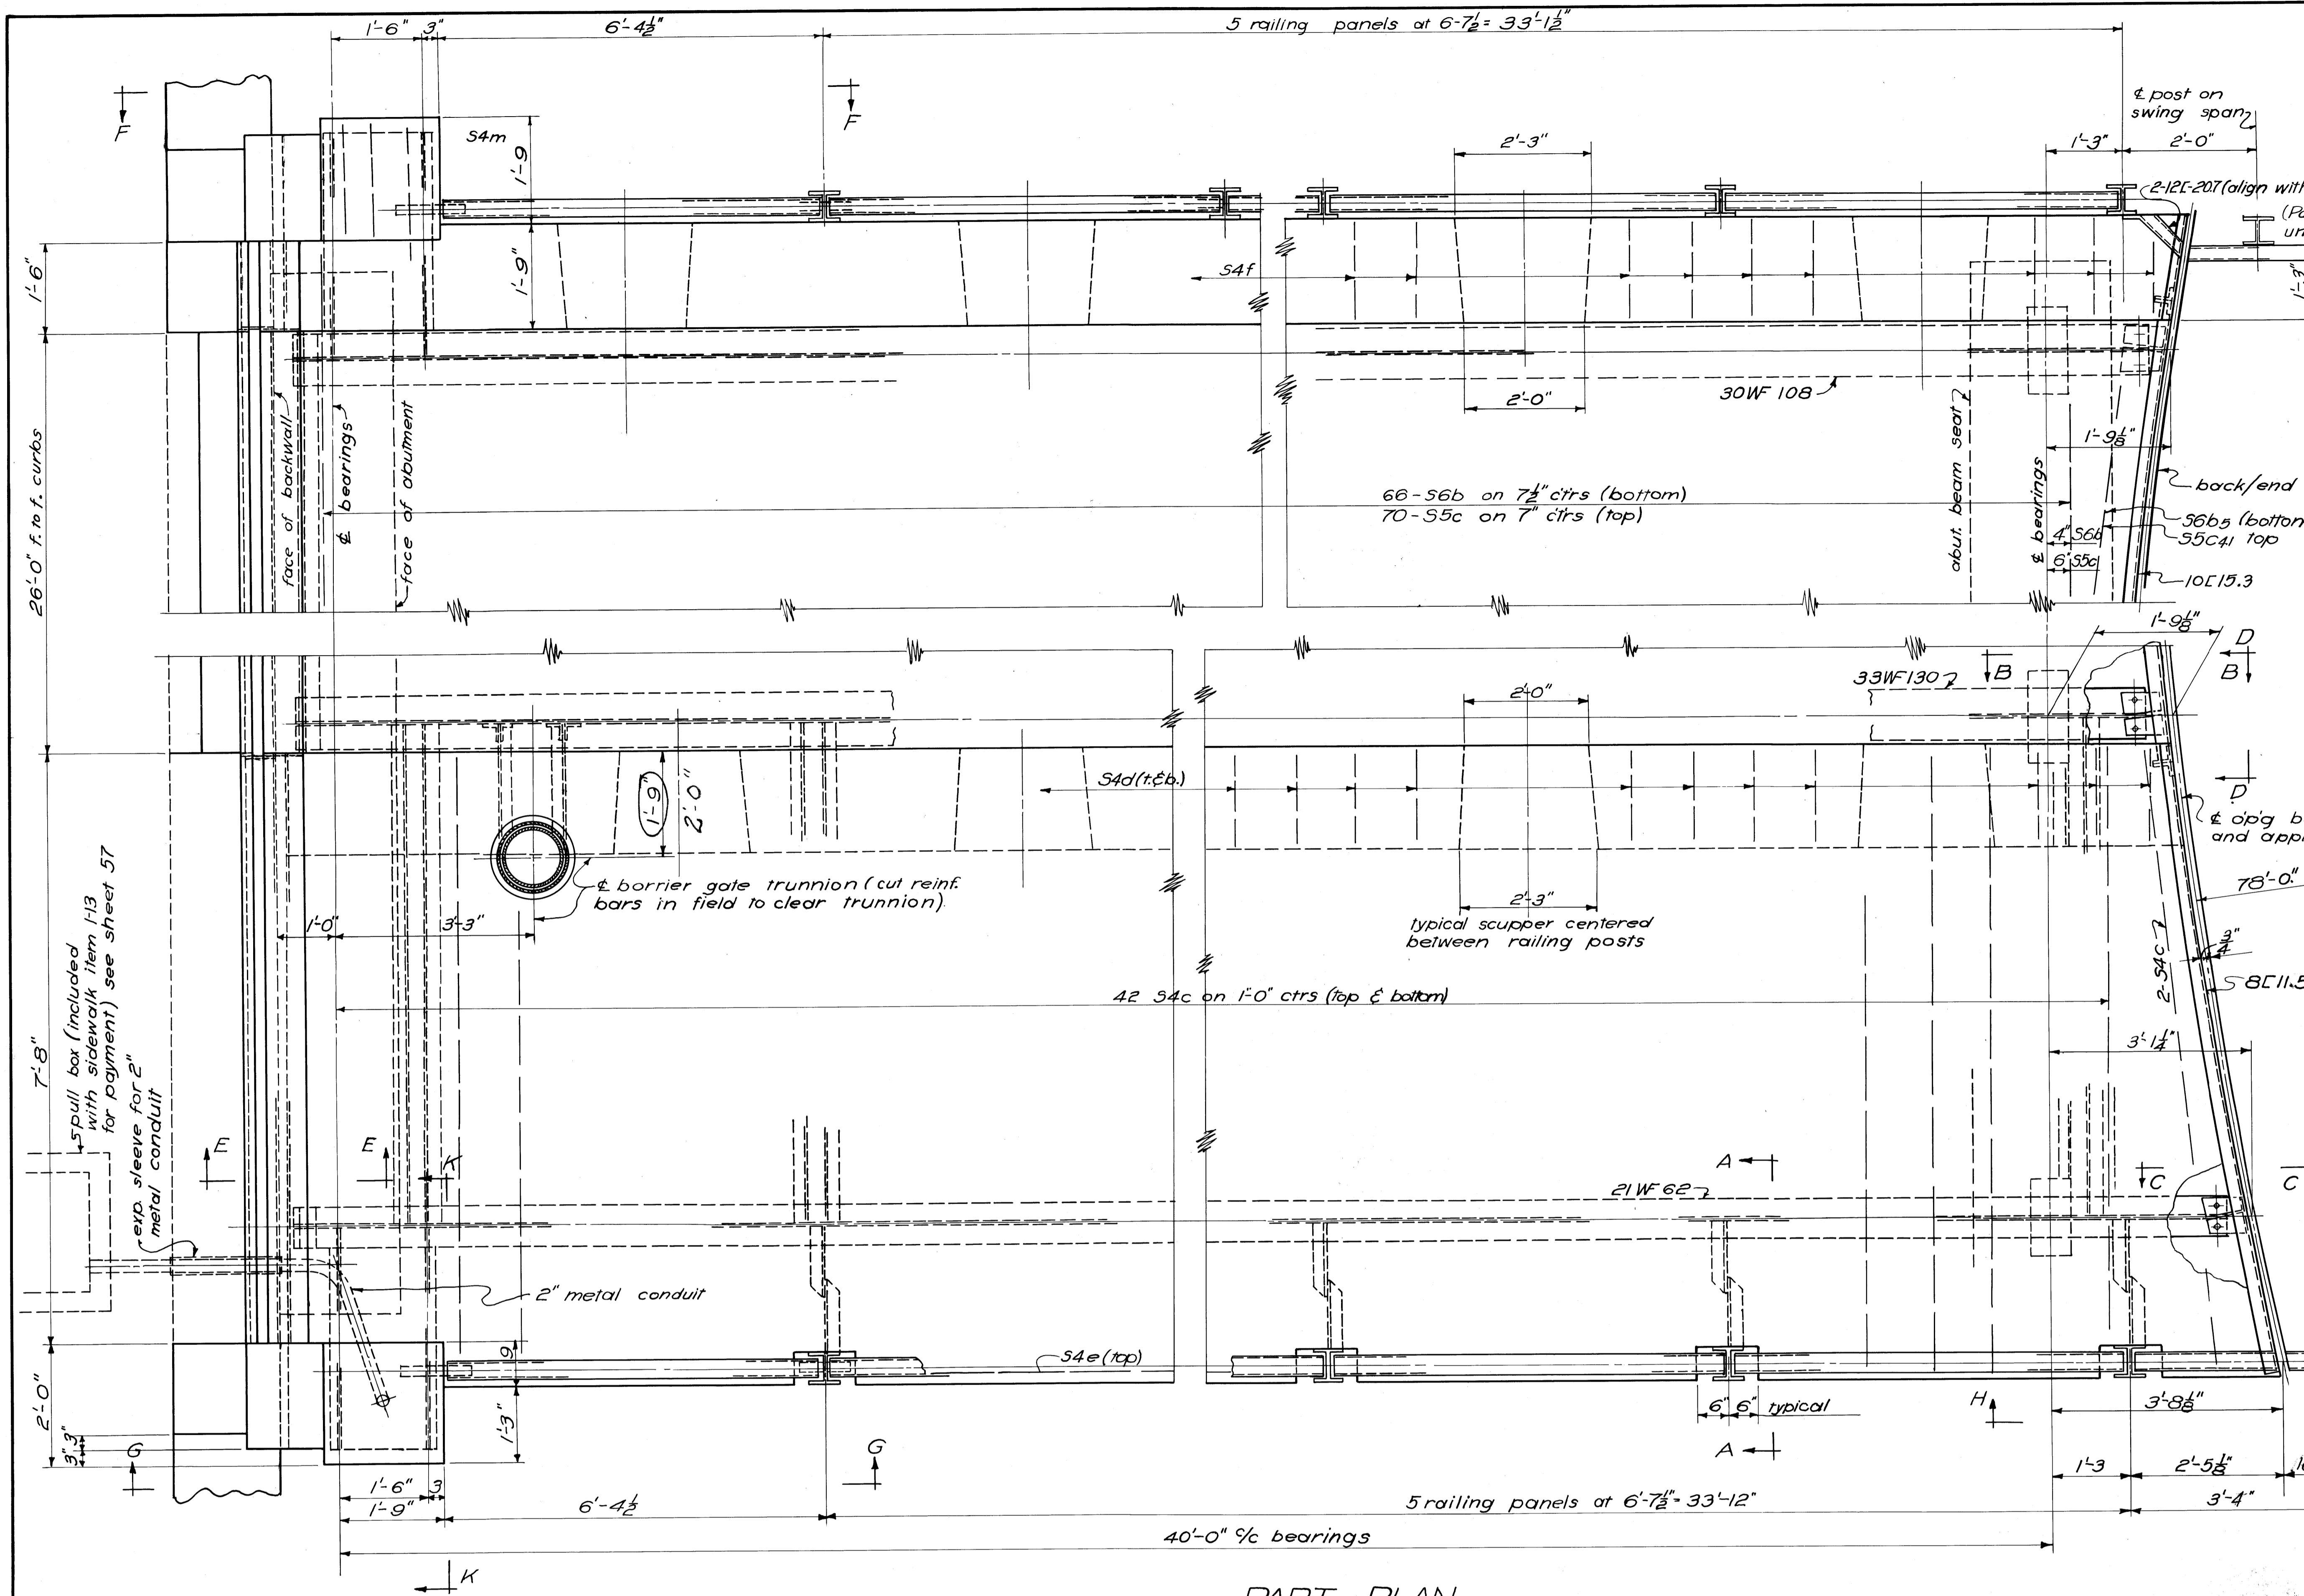 1'-6"
3"
6'-4½"
5 railing panels at 6-7½= 33'-1½"
F
F
S4m
1'-9
1'-9"
2'-3"
1'-3"
2'-0"
℄ post on
swing span
2-12[-20.7 (align with
1'-3"
1'-6"
S4f
2'-0"
30WF 108
face of backwall
℄ bearings
face of abutment
abut. beam seat
℄ bearings
1'-9⅛"
back/end
66-S6b on 7½" ctrs (bottom)
70-S5c on 7" ctrs (top)
S6b5 (bottom
S5c41 top
4" S6b
6" S5c
10[15.3
26'-0" f. to f. curbs
1'-9⅛"
D
B
B
33WF130
2'-0"
1'-9"
2'-0"
S4d (t.&b.)
D
℄ op'g b
and appr
℄ borrier gate trunnion (cut reinf.
bars in field to clear trunnion)
1'-0"
3'-3"
2'-3"
typical scupper centered
between railing posts
78'-0"
2-S4c
¾"
8[11.5
42 S4c on 1'-0" ctrs (top & bottom)
3'-1¼"
7'-8"
pull box (included
with sidewalk item 1-13
for payment) see sheet 57
exp. sleeve for 2"
metal conduit
E
E
K
A
21WF62
C
C
2" metal conduit
S4e (top)
9
1'-3"
2'-0"
3" 3"
G
G
6" 6" typical
A
H
3'-8⅛"
1'-6"
3
1'-9"
6'-4½
5 railing panels at 6'-7½"= 33'-12"
1'-3
2'-5⅛"
3'-4"
40'-0" c/c bearings
K
PART PLAN